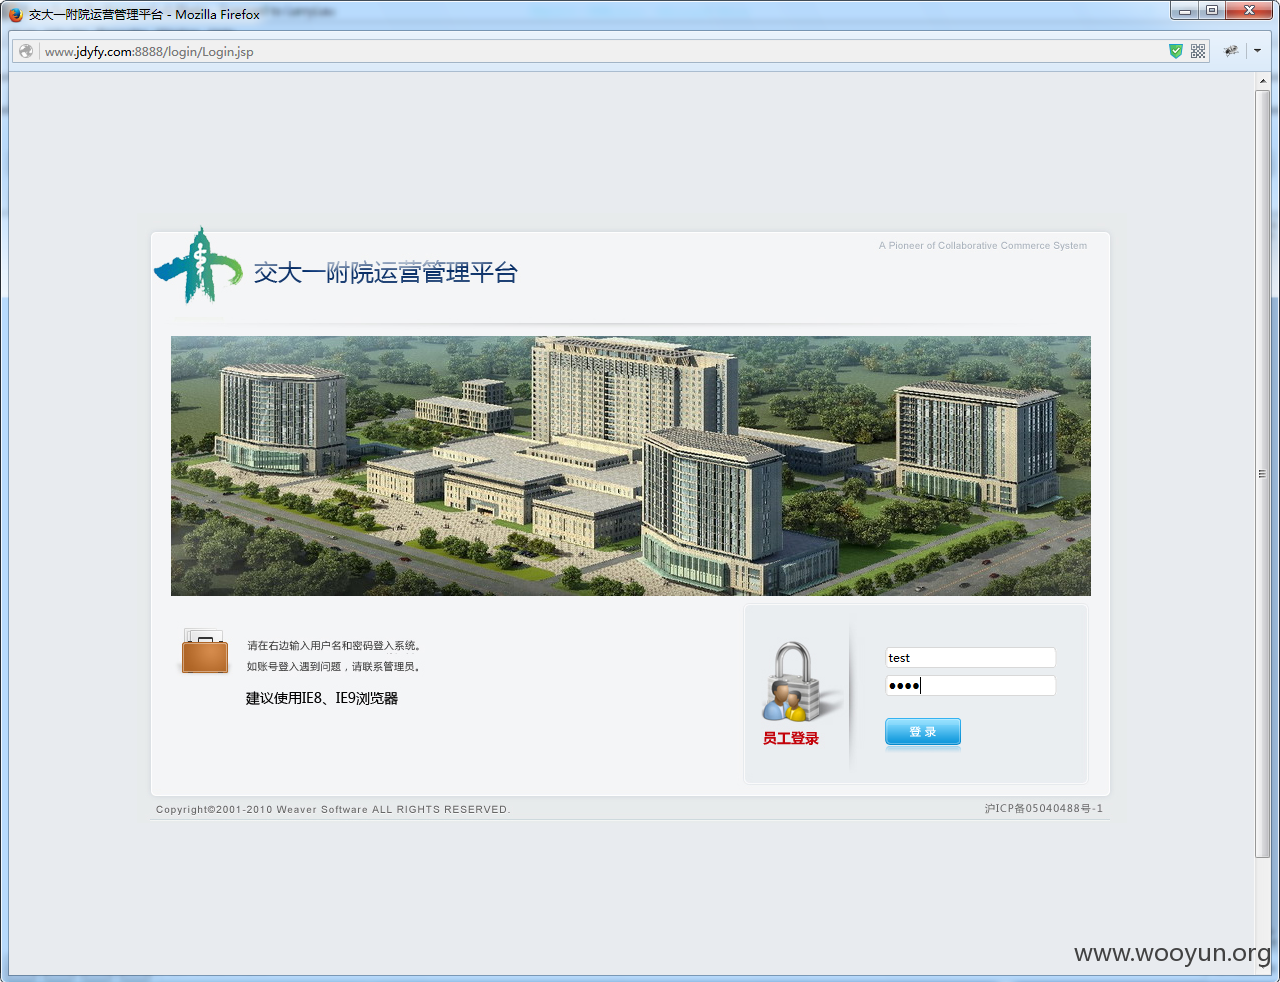 交大一附院运营管理平台 - Mozilla Firefox
www.jdyfy.com:8888/login/Login.jsp
A Pioneer of Collaborative Commerce System
交大一附院运营管理平台
请在右边输入用户名和密码登入系统。
如账号登入遇到问题，请联系管理员。
建议使用IE8、IE9浏览器
test
员工登录
登 录
Copyright©2001-2010 Weaver Software ALL RIGHTS RESERVED.
沪ICP备05040488号-1
www.wooyun.org